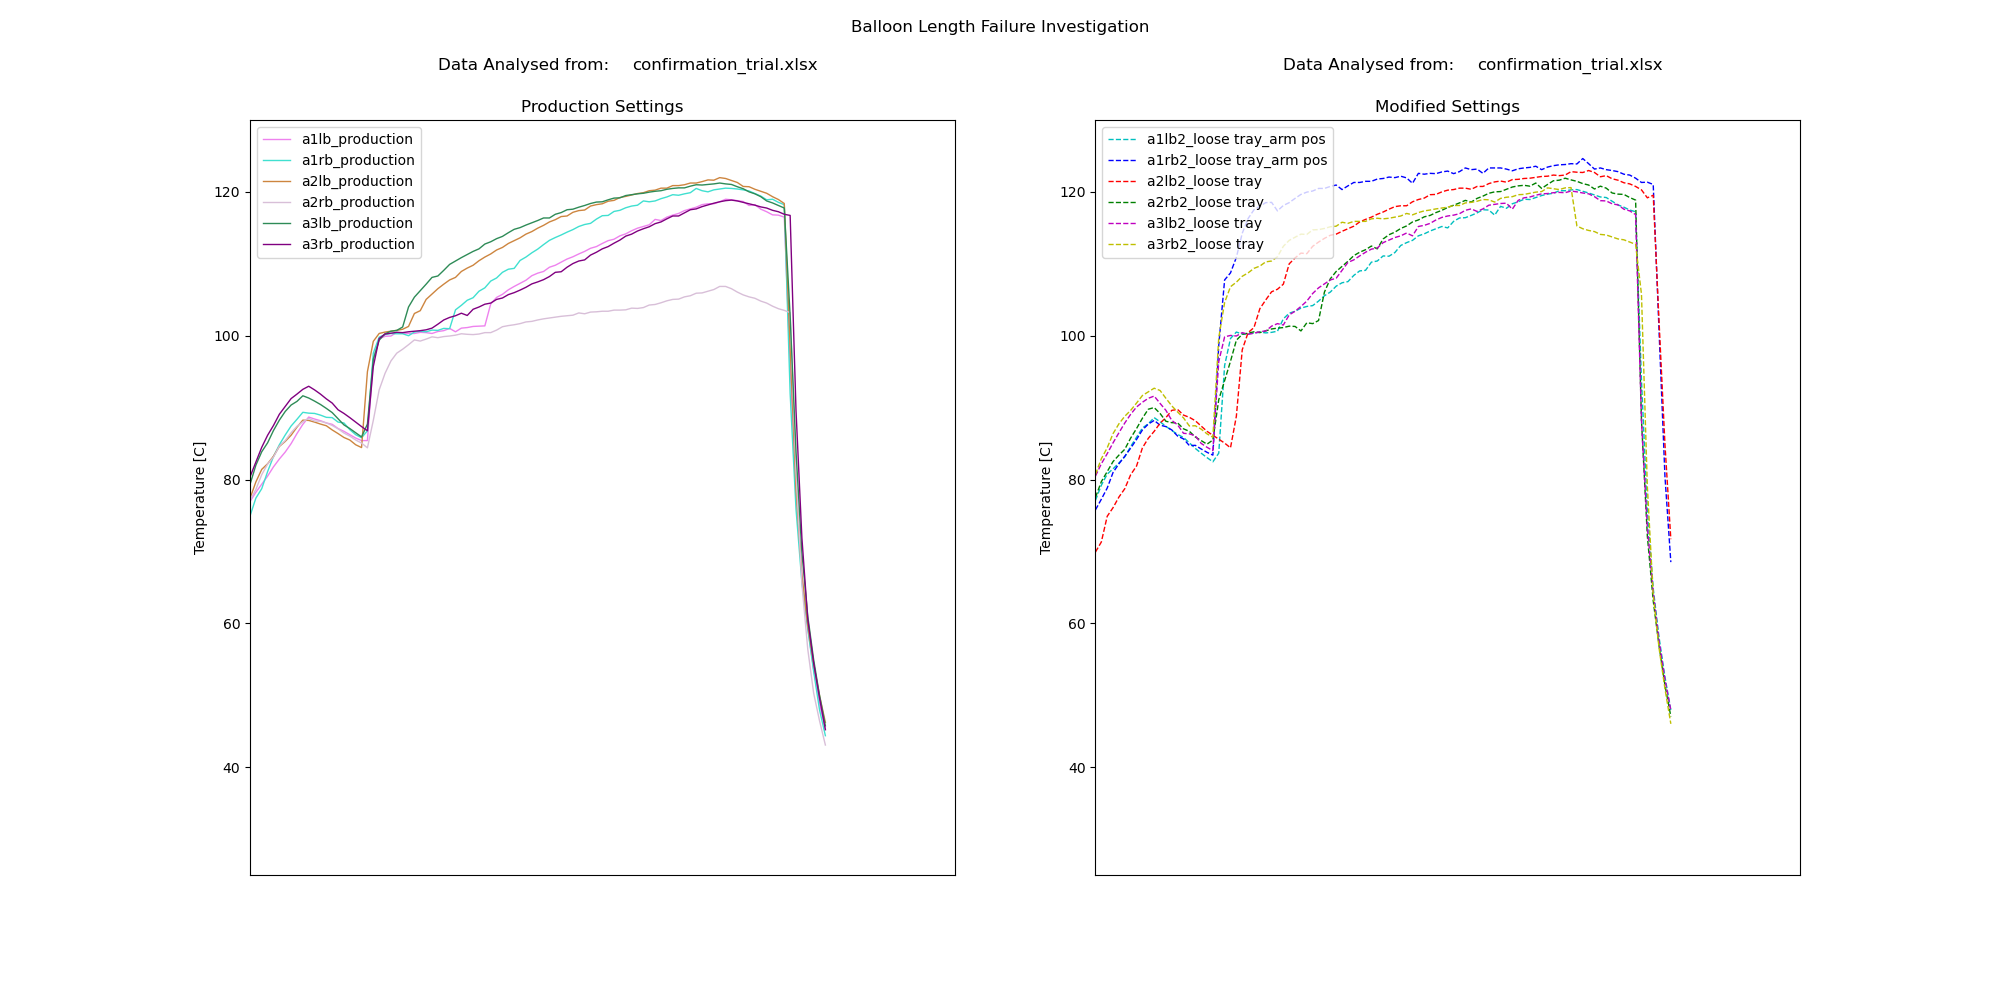 Balloon Length Failure Investigation
Data Analysed from: confirmation_trial.xlsx
Production Settings
a1lb_production
a1rb_production
a2lb_production
a2rb_production
a3lb_production
a3rb_production
120
100
80
60
40
Temperature [C]
Data Analysed from: confirmation_trial.xlsx
Modified Settings
a1lb2_loose tray_arm pos
a1rb2_loose tray_arm pos
a2lb2_loose tray
a2rb2_loose tray
a3lb2_loose tray
a3rb2_loose tray
120
100
80
60
40
Temperature [C]